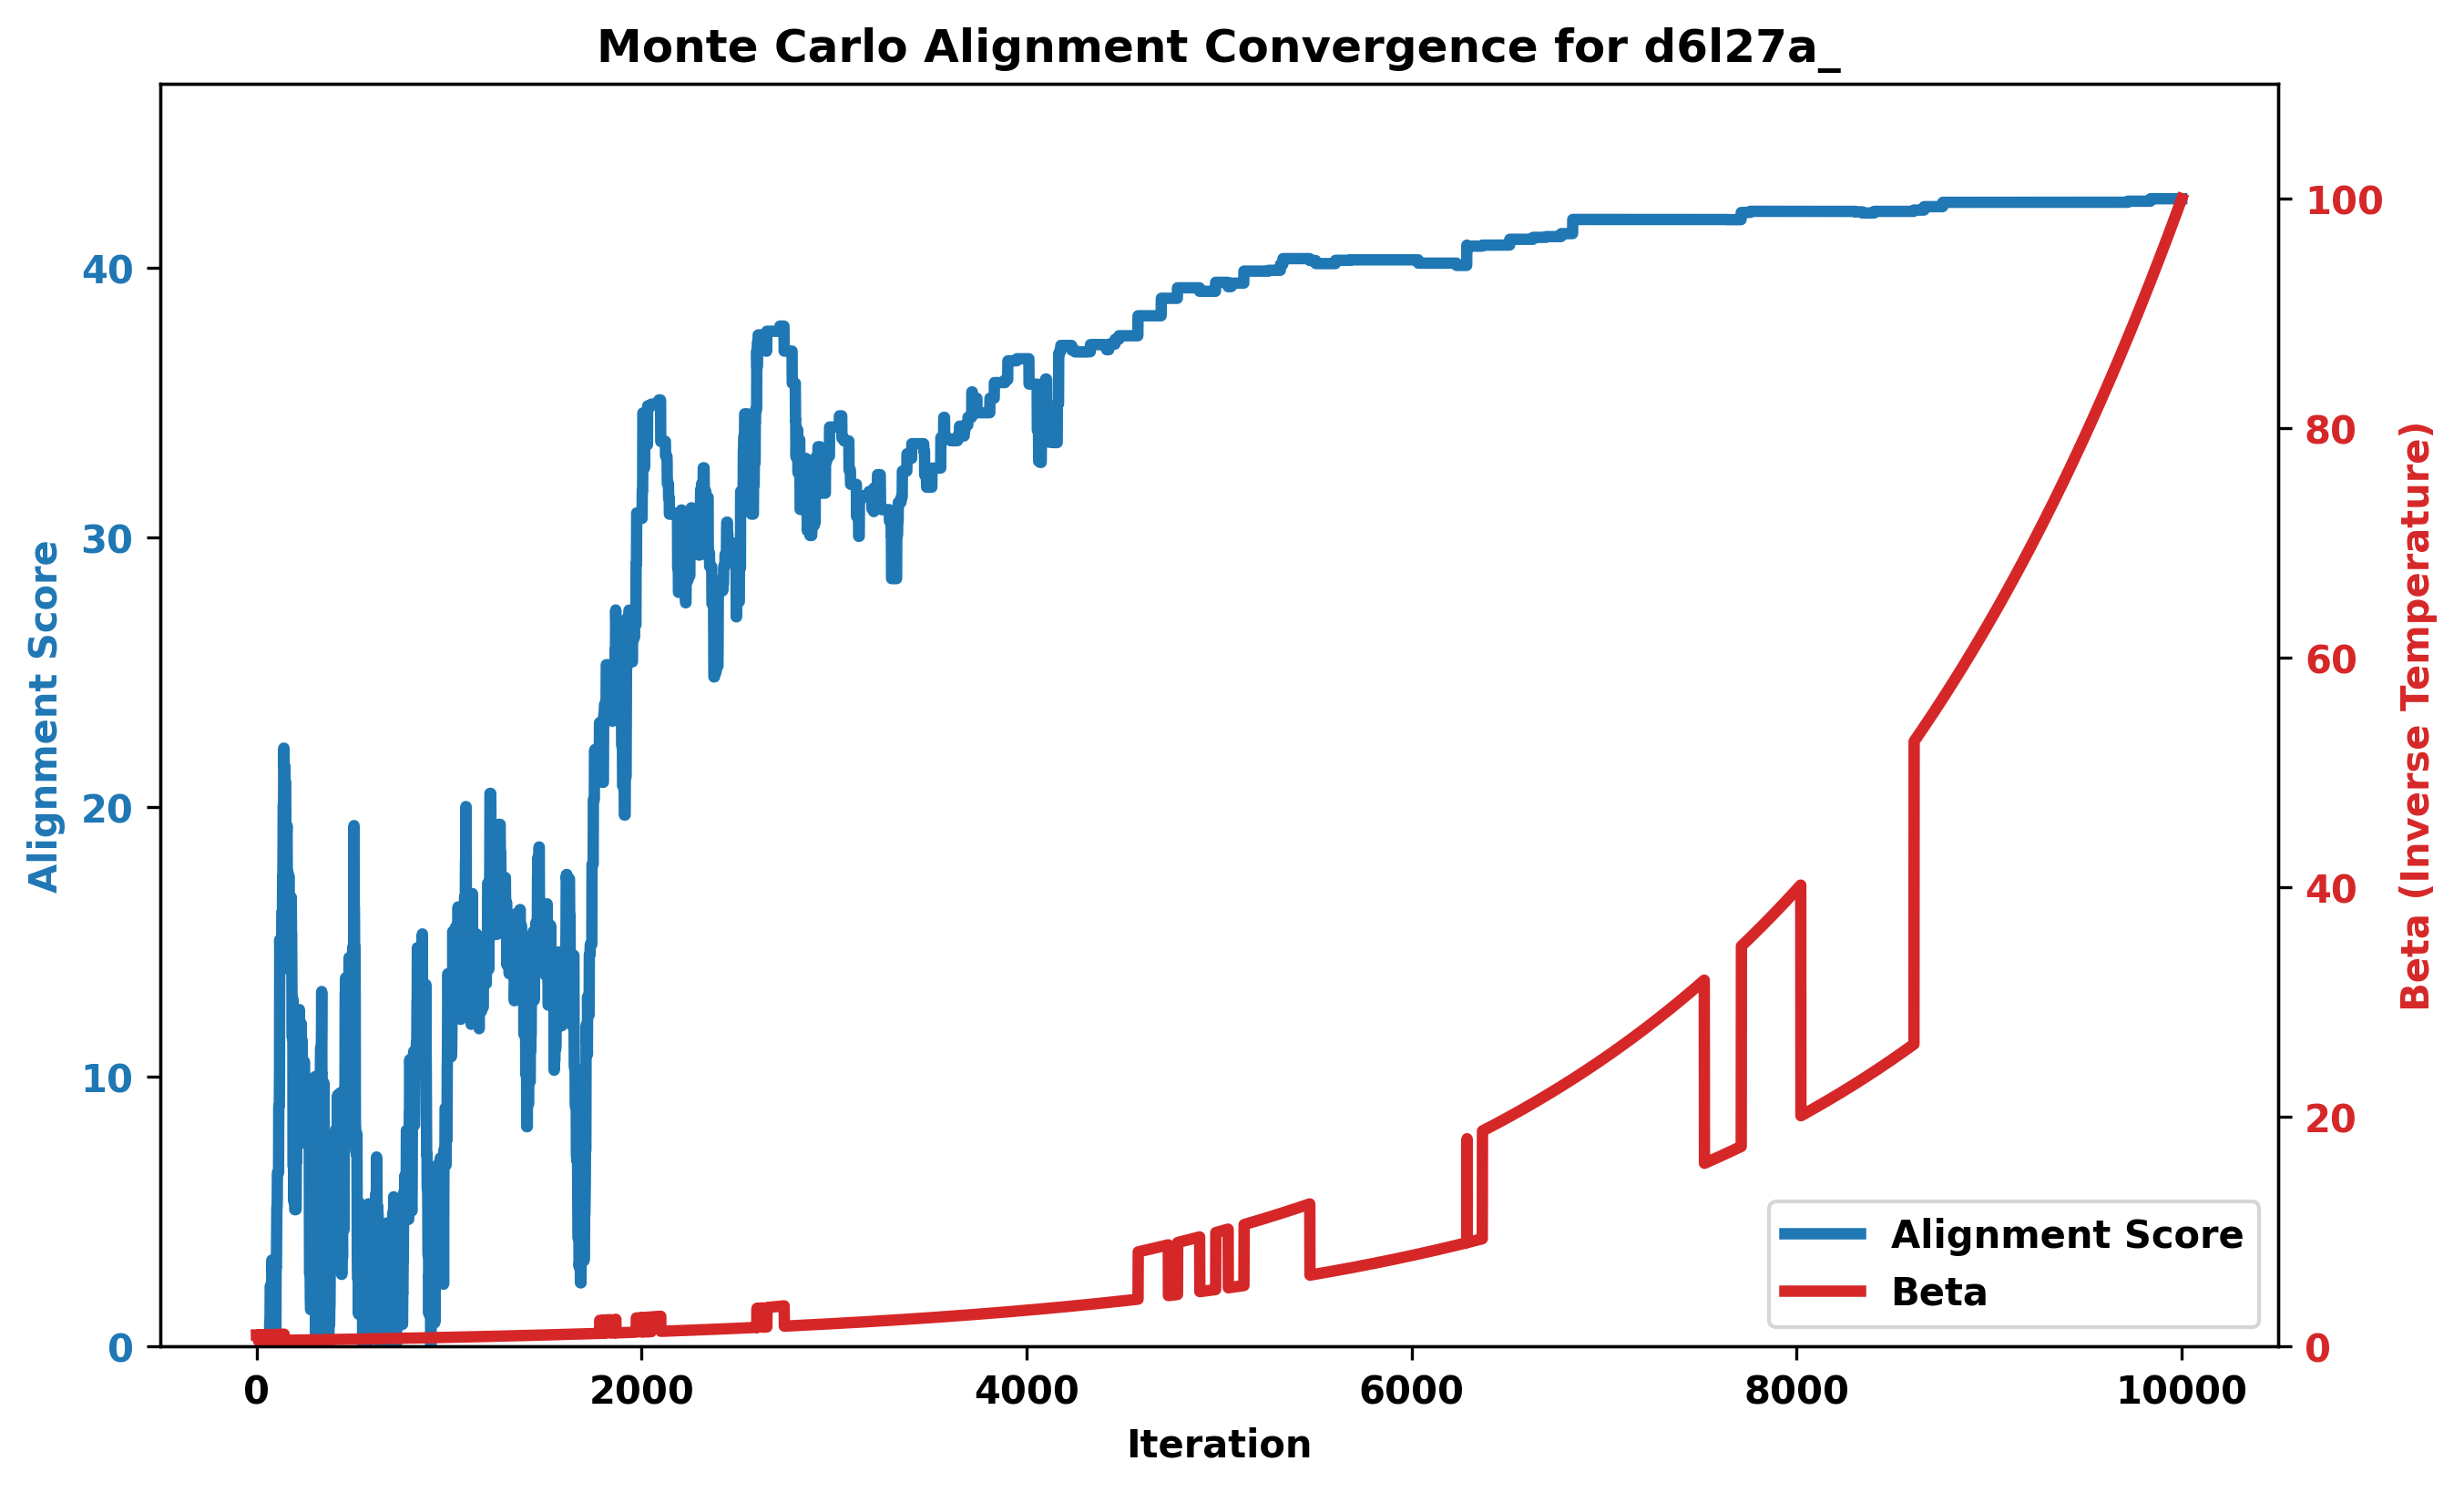 Monte Carlo Alignment Convergence for d6l27a_
Alignment Score
40
30
20
10
0
100
80
60
40
20
0
Beta (Inverse Temperature)
Alignment Score
Beta
0 2000 4000 6000 8000 10000
Iteration